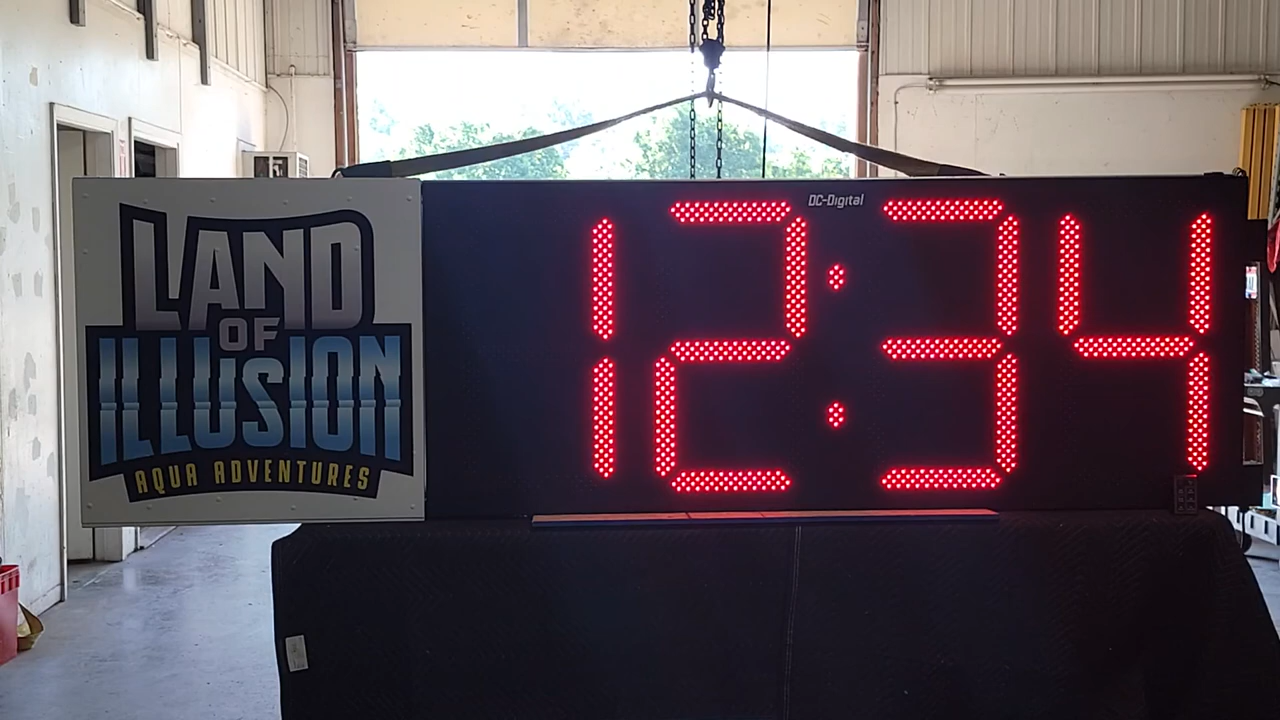 LAND
OF
ILLUSION
AQUA ADVENTURES
DC-Digital
12:34